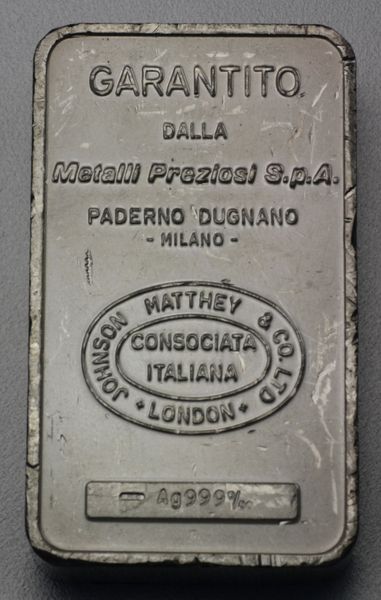 GARANTITO
DALLA
Metalli Preziosi S.p.A.
PADERNO DUGNANO
- MILANO -
JOHNSON MATTHEY & CO. LTD
CONSOCIATA
ITALIANA
LONDON
Ag999‰